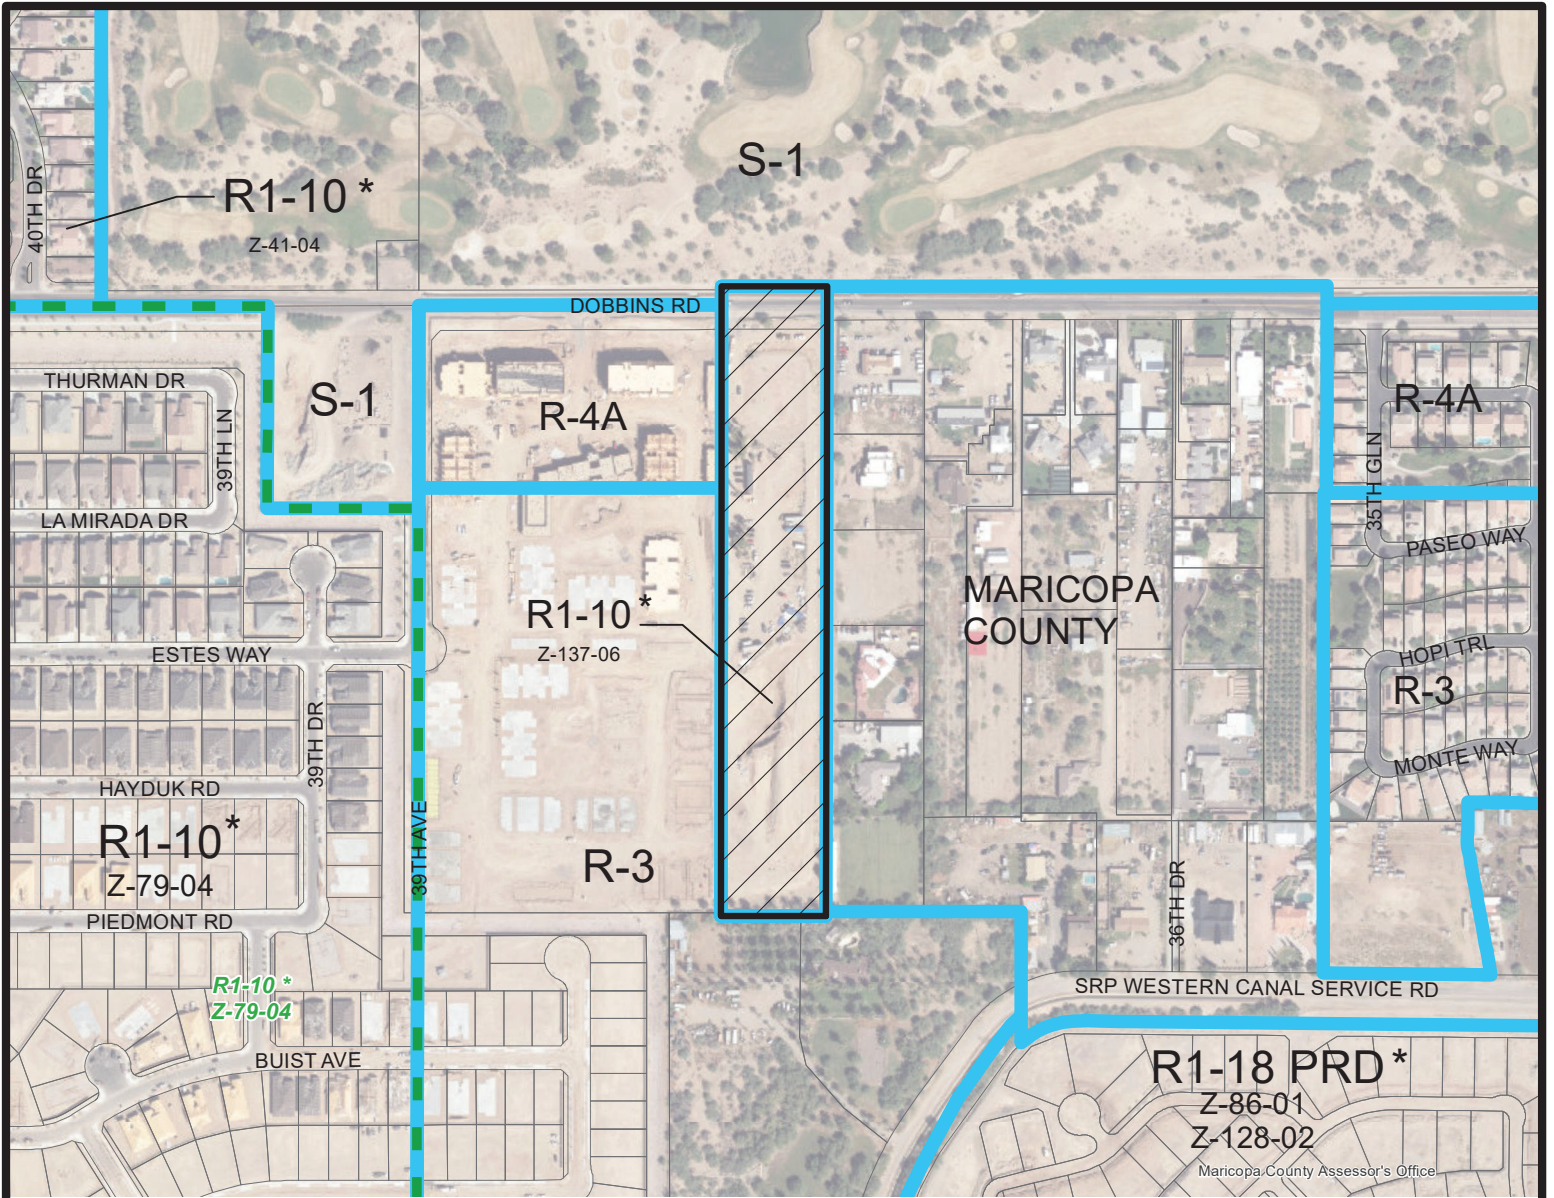 S-1
R1-10 *
Z-41-04
40TH DR
DOBBINS RD
THURMAN DR
S-1
39TH LN
R-4A
R-4A
35TH GLN
LA MIRADA DR
PASEO WAY
MARICOPA
COUNTY
R1-10 *
Z-137-06
ESTES WAY
HOPI TRL
R-3
39TH DR
MONTE WAY
HAYDUK RD
R1-10 *
Z-79-04
39TH AVE
R-3
36TH DR
PIEDMONT RD
R1-10 *
Z-79-04
SRP WESTERN CANAL SERVICE RD
BUIST AVE
R1-18 PRD *
Z-86-01
Z-128-02
Maricopa County Assessor's Office